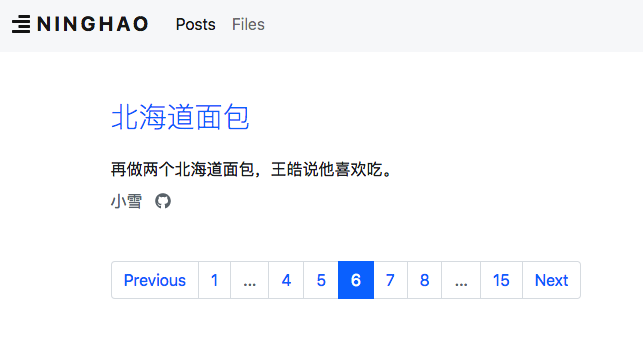 NINGHAO Posts Files
北海道面包
再做两个北海道面包，王皓说他喜欢吃。
小雪
Previous 1 ... 4 5 6 7 8 ... 15 Next